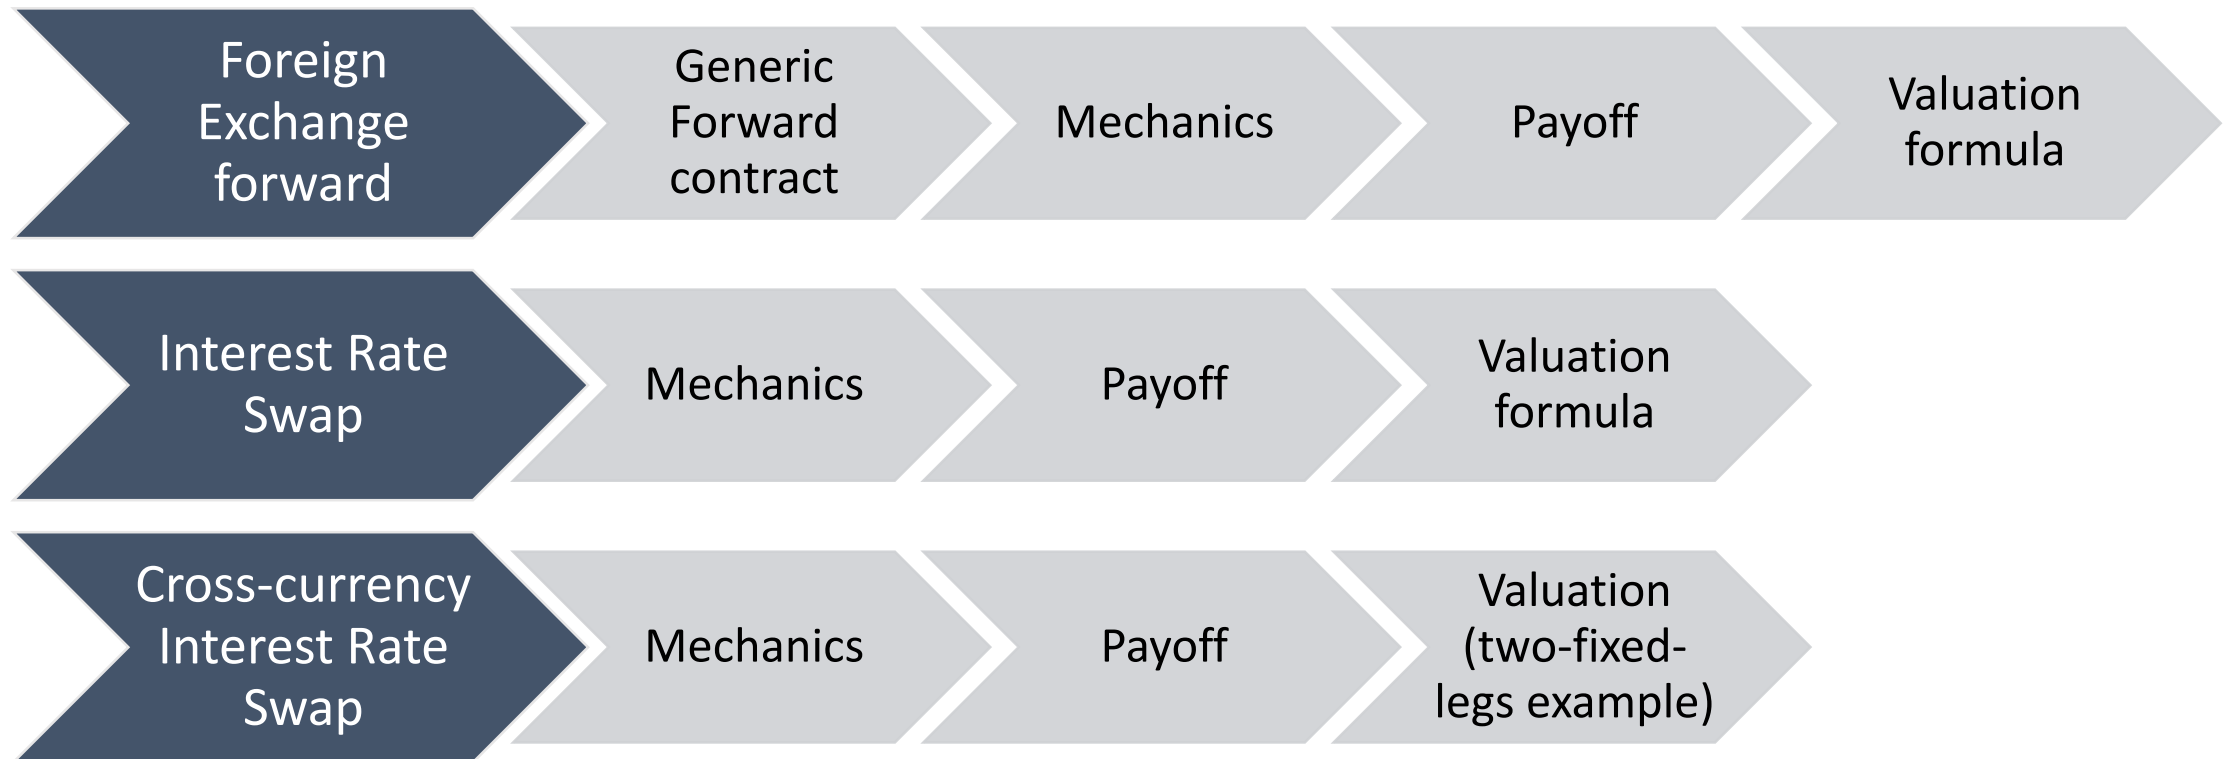 Foreign
Exchange
forward
Generic
Forward
contract
Mechanics
Payoff
Valuation
formula
Interest Rate
Swap
Mechanics
Payoff
Valuation
formula
Cross-currency
Interest Rate
Swap
Mechanics
Payoff
Valuation
(two-fixed-
legs example)